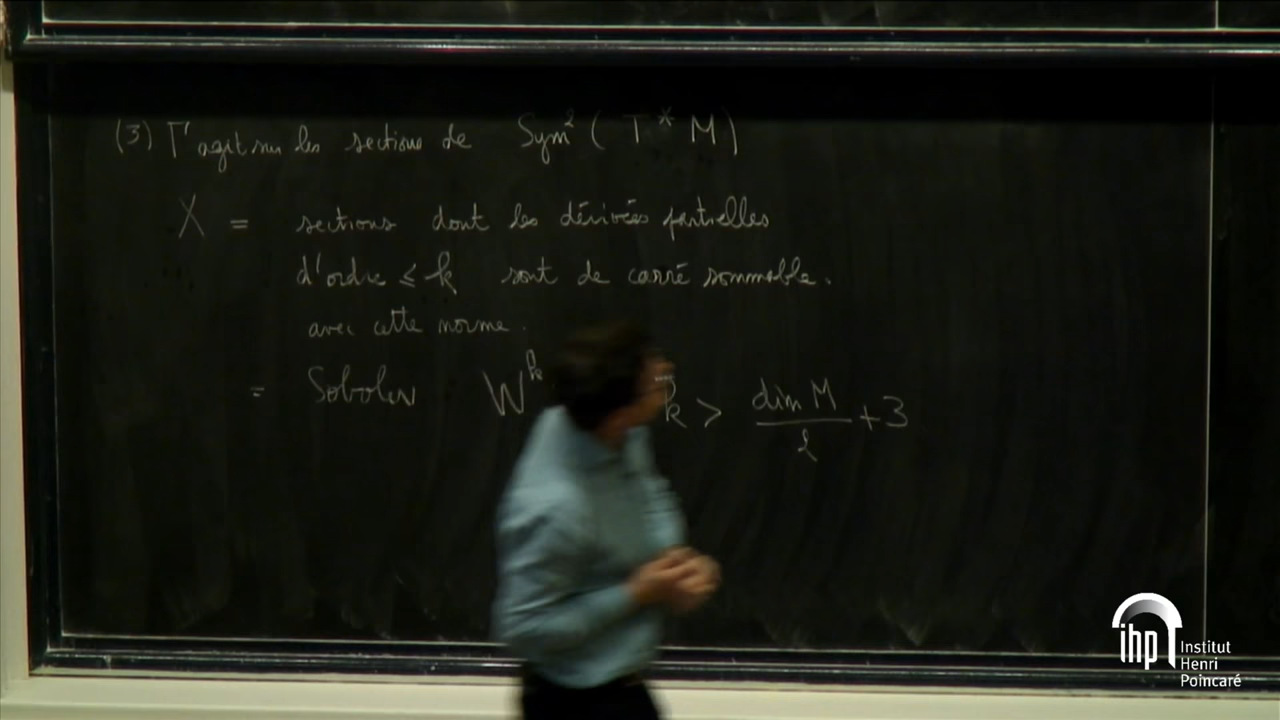 (3) Γ agit sur les sections de Sym² ( T* M )
X = sections dont les dérivées partielles
d'ordre ≤ k sont de carré sommable.
avec cette norme.
= Sobolev W^k k > dim M / 2 + 3
ihp Institut
Henri
Poincaré